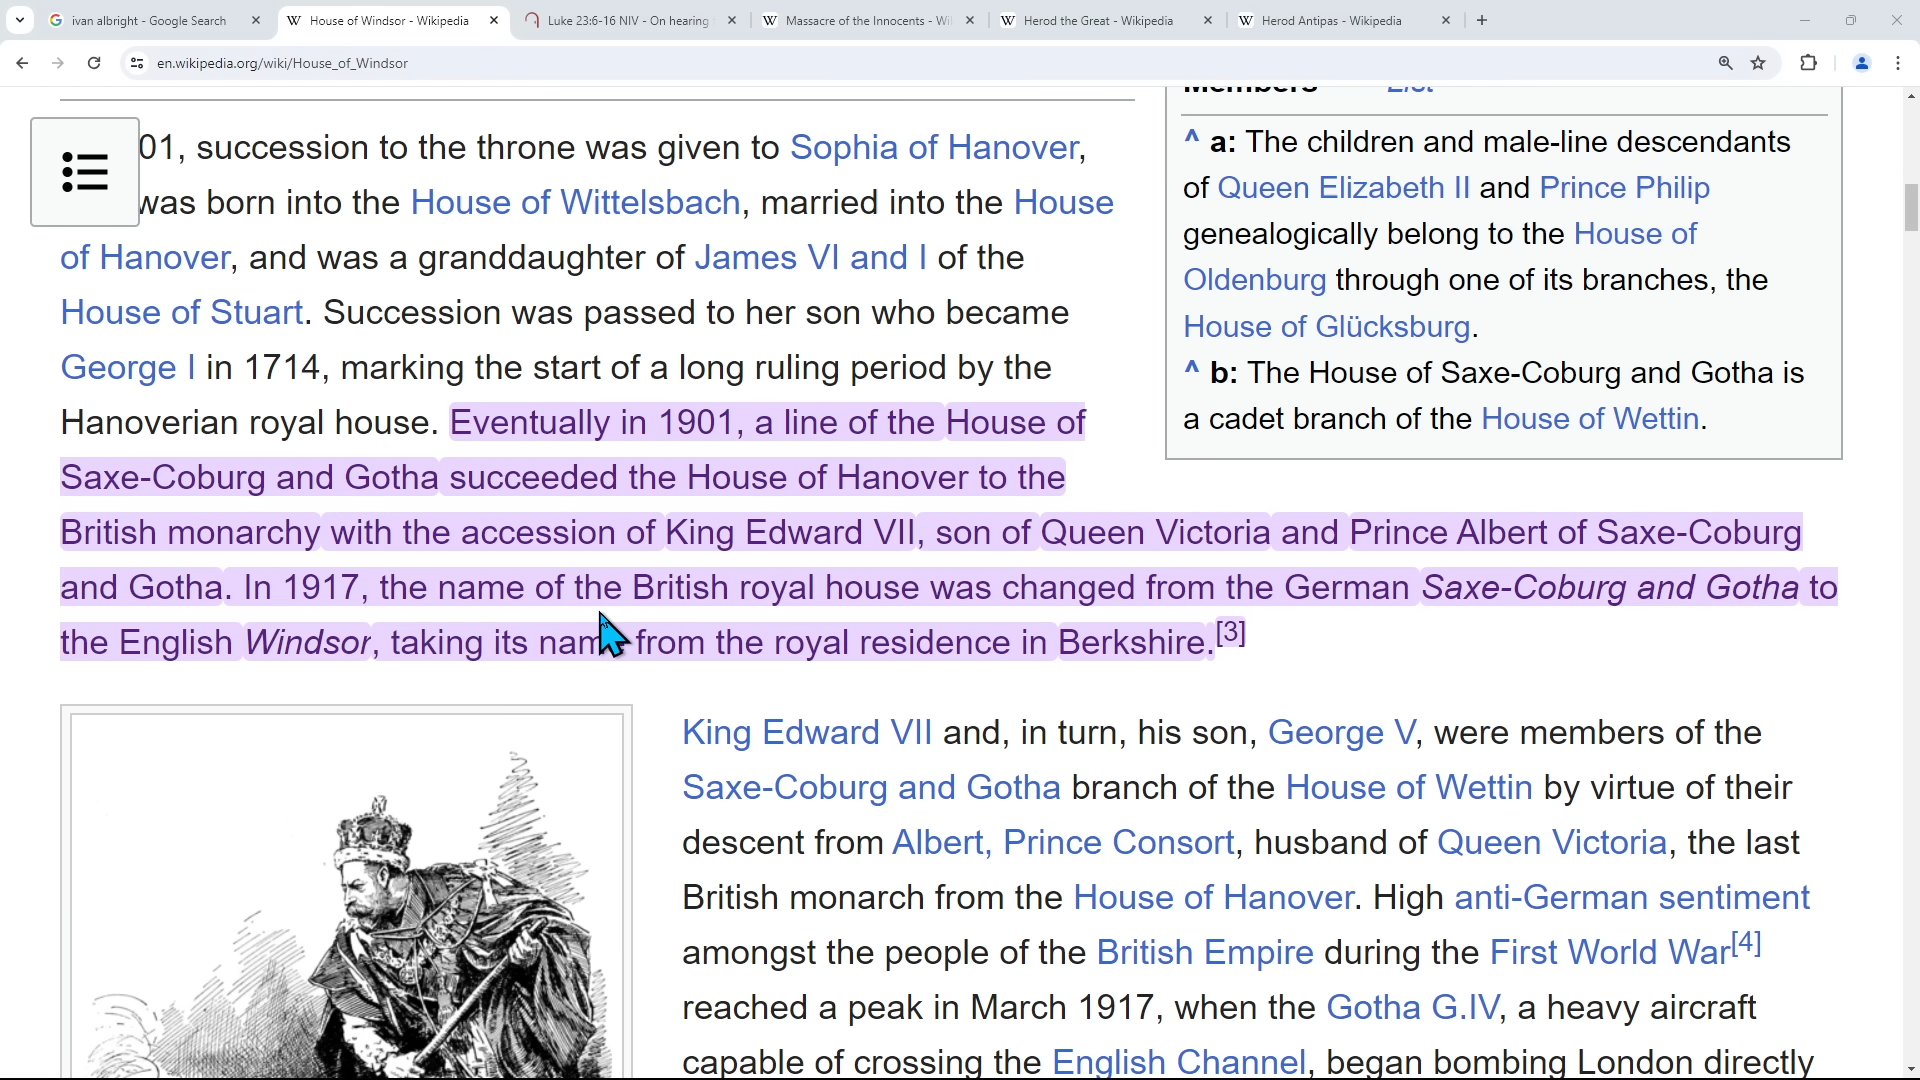 ivan albright - Google Search
House of Windsor - Wikipedia
Luke 23:6-16 NIV - On hearing
Massacre of the Innocents - Wi
Herod the Great - Wikipedia
Herod Antipas - Wikipedia
en.wikipedia.org/wiki/House_of_Windsor
01, succession to the throne was given to Sophia of Hanover,
was born into the House of Wittelsbach, married into the House
of Hanover, and was a granddaughter of James VI and I of the
House of Stuart. Succession was passed to her son who became
George I in 1714, marking the start of a long ruling period by the
Hanoverian royal house. Eventually in 1901, a line of the House of
Saxe-Coburg and Gotha succeeded the House of Hanover to the
British monarchy with the accession of King Edward VII, son of Queen Victoria and Prince Albert of Saxe-Coburg
and Gotha. In 1917, the name of the British royal house was changed from the German Saxe-Coburg and Gotha to
the English Windsor, taking its name from the royal residence in Berkshire.[3]
Members List
^ a: The children and male-line descendants
of Queen Elizabeth II and Prince Philip
genealogically belong to the House of
Oldenburg through one of its branches, the
House of Glücksburg.
^ b: The House of Saxe-Coburg and Gotha is
a cadet branch of the House of Wettin.
King Edward VII and, in turn, his son, George V, were members of the
Saxe-Coburg and Gotha branch of the House of Wettin by virtue of their
descent from Albert, Prince Consort, husband of Queen Victoria, the last
British monarch from the House of Hanover. High anti-German sentiment
amongst the people of the British Empire during the First World War[4]
reached a peak in March 1917, when the Gotha G.IV, a heavy aircraft
capable of crossing the English Channel, began bombing London directly